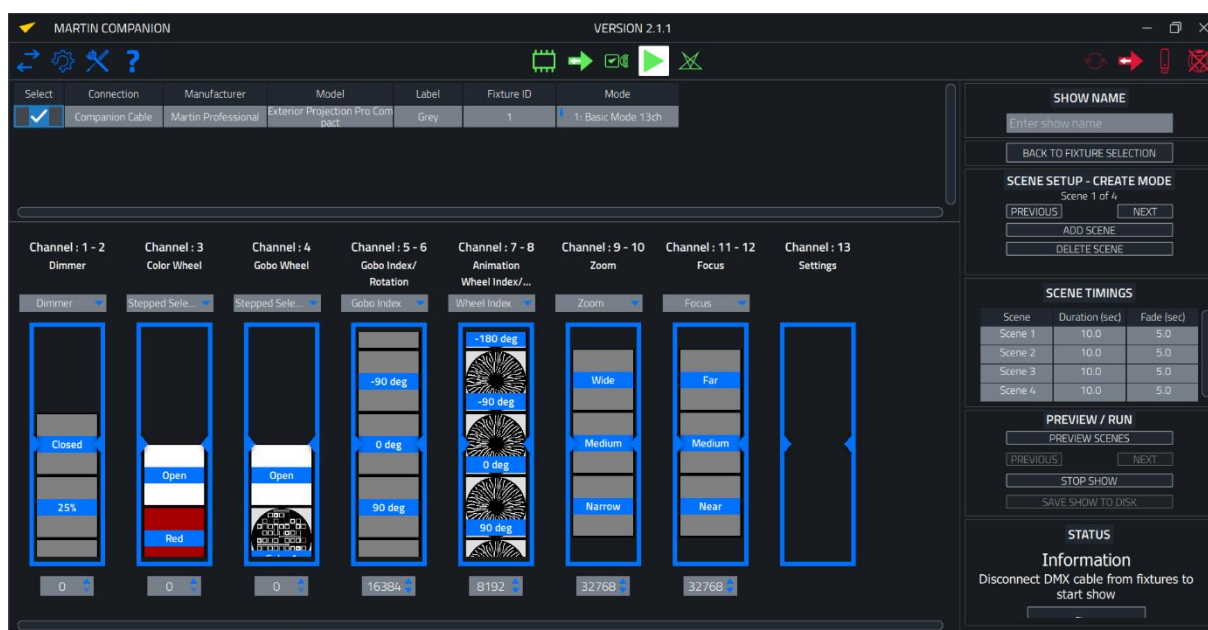 MARTIN COMPANION
VERSION 2.1.1
Select Connection Manufacturer Model Label Fixture ID Mode
Companion Cable Martin Professional Exterior Projection Pro Com
pact Grey 1 1: Basic Mode 13ch
SHOW NAME
Enter show name
BACK TO FIXTURE SELECTION
SCENE SETUP - CREATE MODE
Scene 1 of 4
PREVIOUS NEXT
ADD SCENE
DELETE SCENE
Channel : 1 - 2 Channel : 3 Channel : 4 Channel : 5 - 6 Channel : 7 - 8 Channel : 9 - 10 Channel : 11 - 12 Channel : 13
Dimmer Color Wheel Gobo Wheel Gobo Index/ Animation Zoom Focus Settings
Rotation Wheel Index/...
Dimmer Stepped Sele... Stepped Sele... Gobo Index Wheel Index Zoom Focus
-180 deg
-90 deg Wide Far
-90 deg
Closed 0 deg Medium Medium
0 deg
Open Open
25% 90 deg Narrow Near
90 deg
Red
0 0 0 16384 8192 32768 32768
SCENE TIMINGS
Scene Duration (sec) Fade (sec)
Scene 1 10.0 5.0
Scene 2 10.0 5.0
Scene 3 10.0 5.0
Scene 4 10.0 5.0
PREVIEW / RUN
PREVIEW SCENES
PREVIOUS NEXT
STOP SHOW
SAVE SHOW TO DISK
STATUS
Information
Disconnect DMX cable from fixtures to
start show